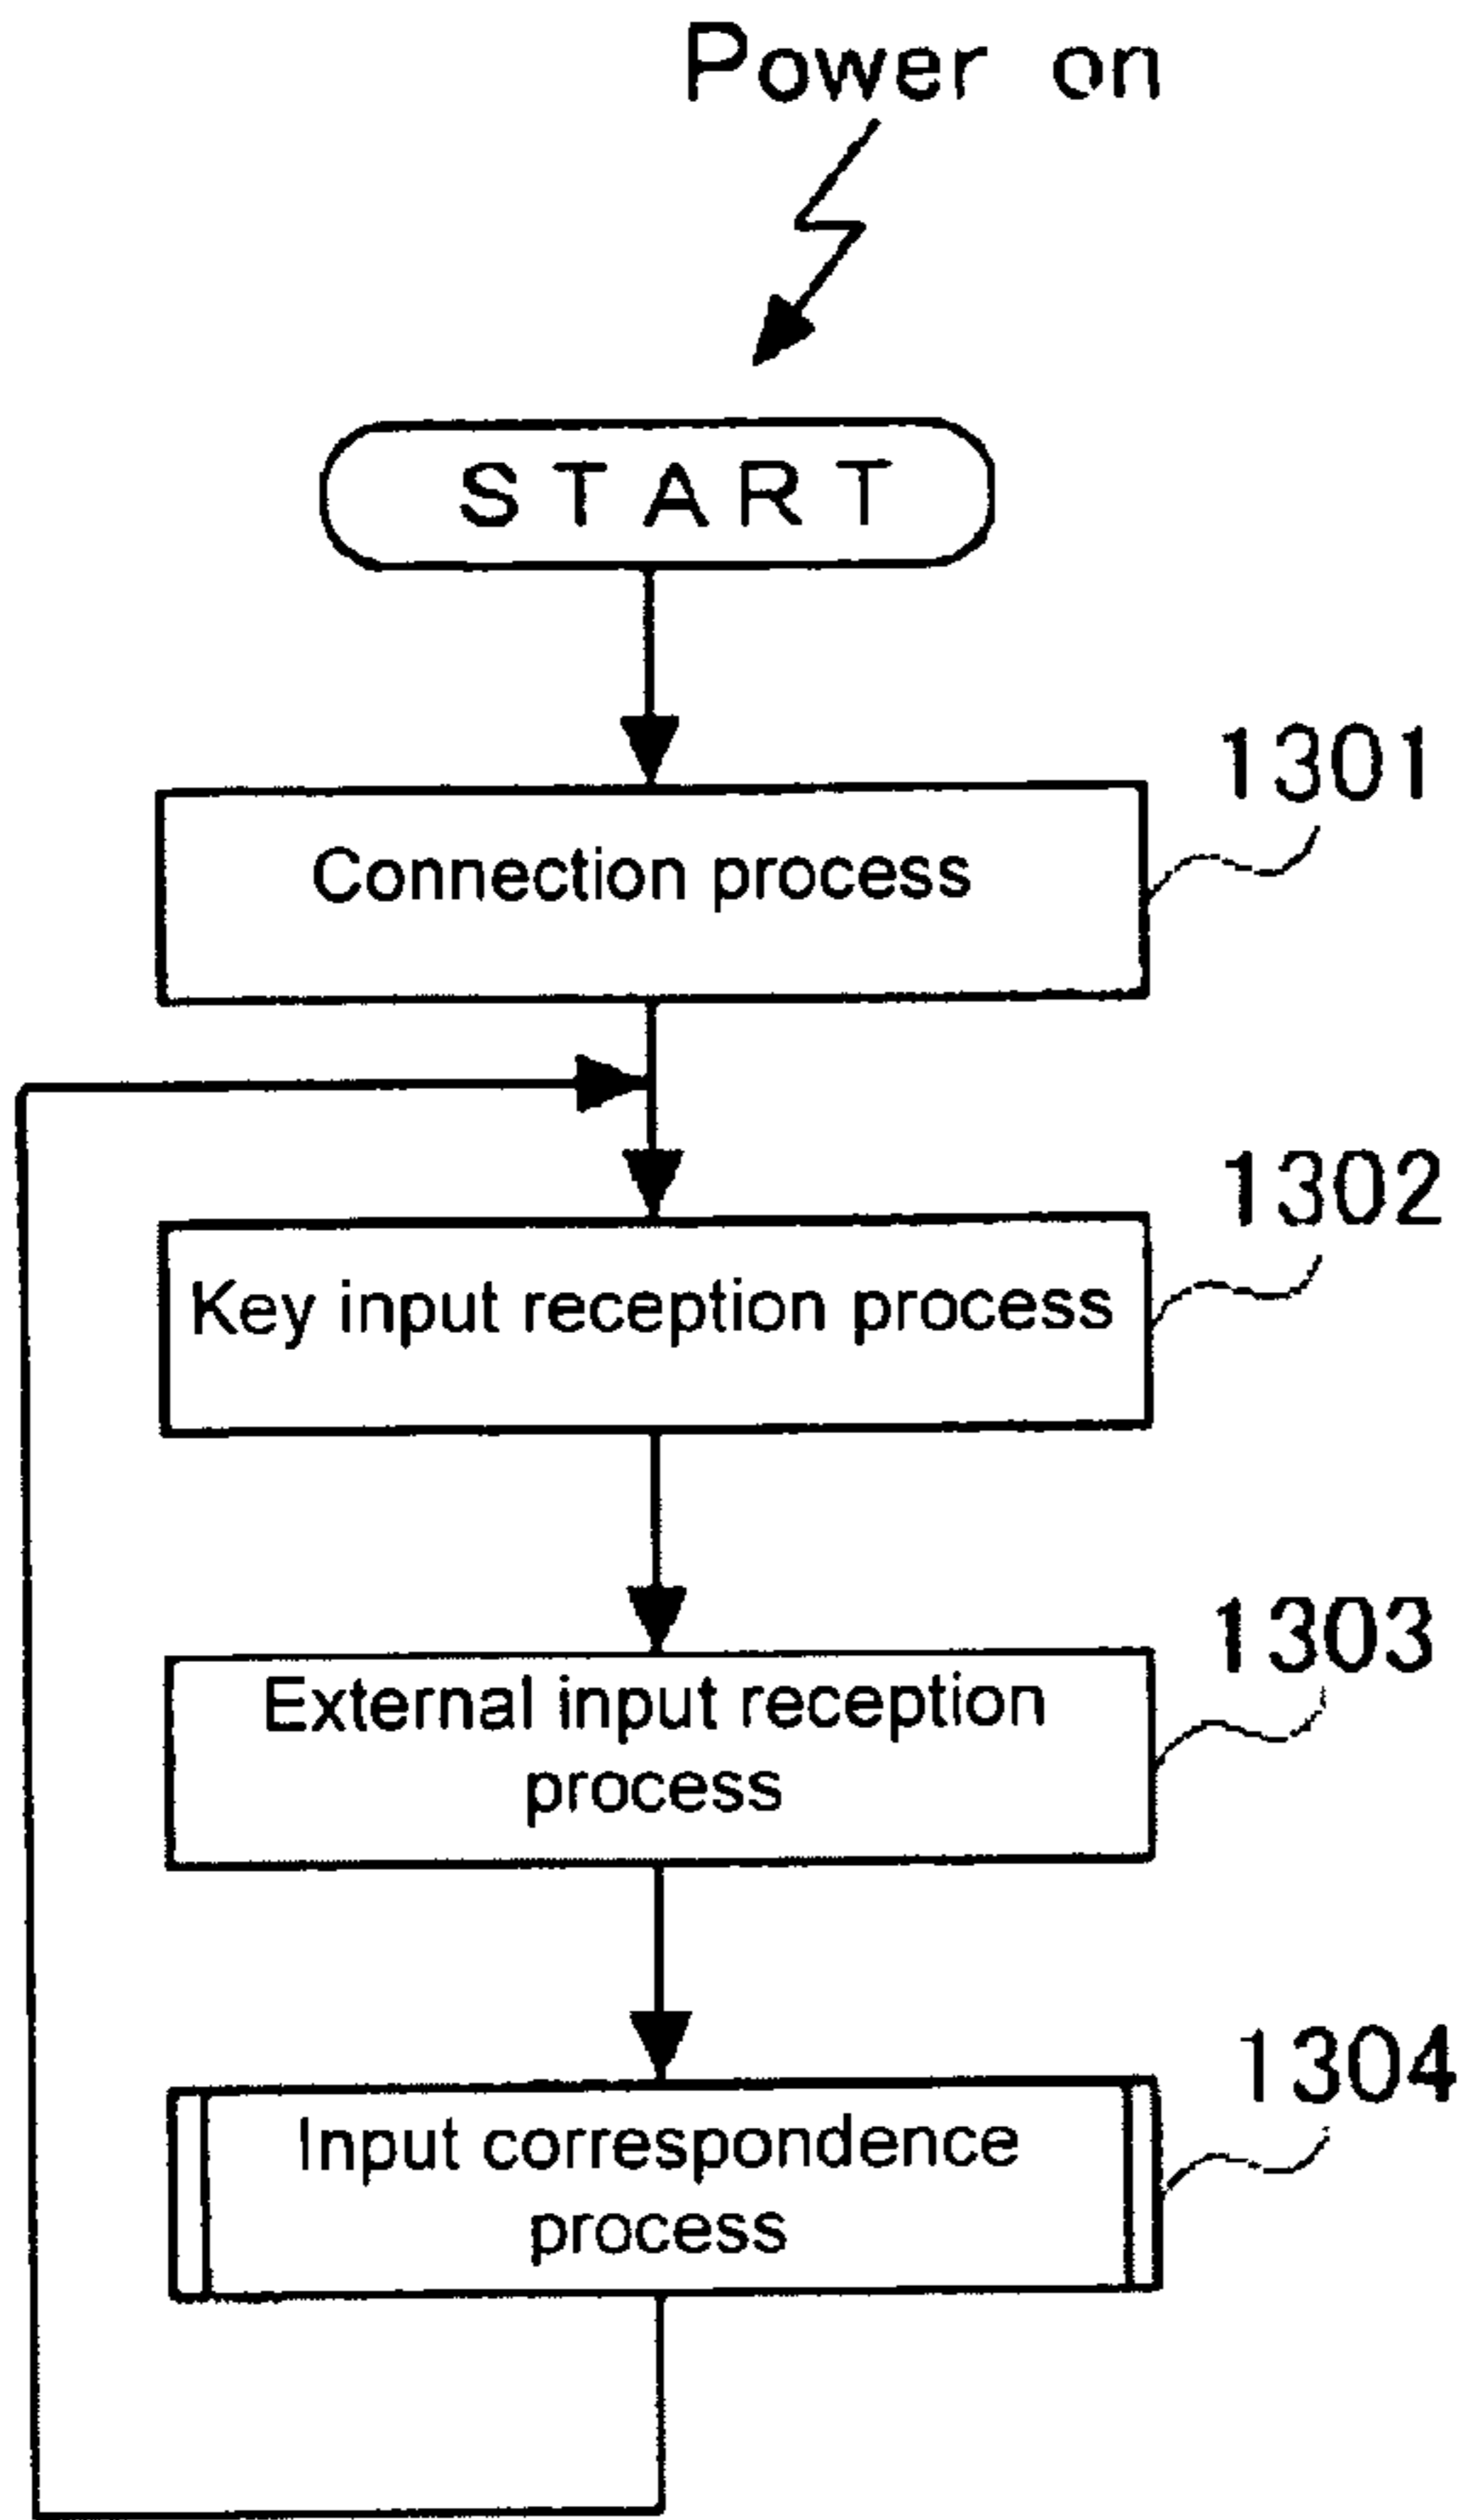 Power on
START
1301
Connection process
1302
Key input reception process
1303
External input reception
process
1304
Input correspondence
process